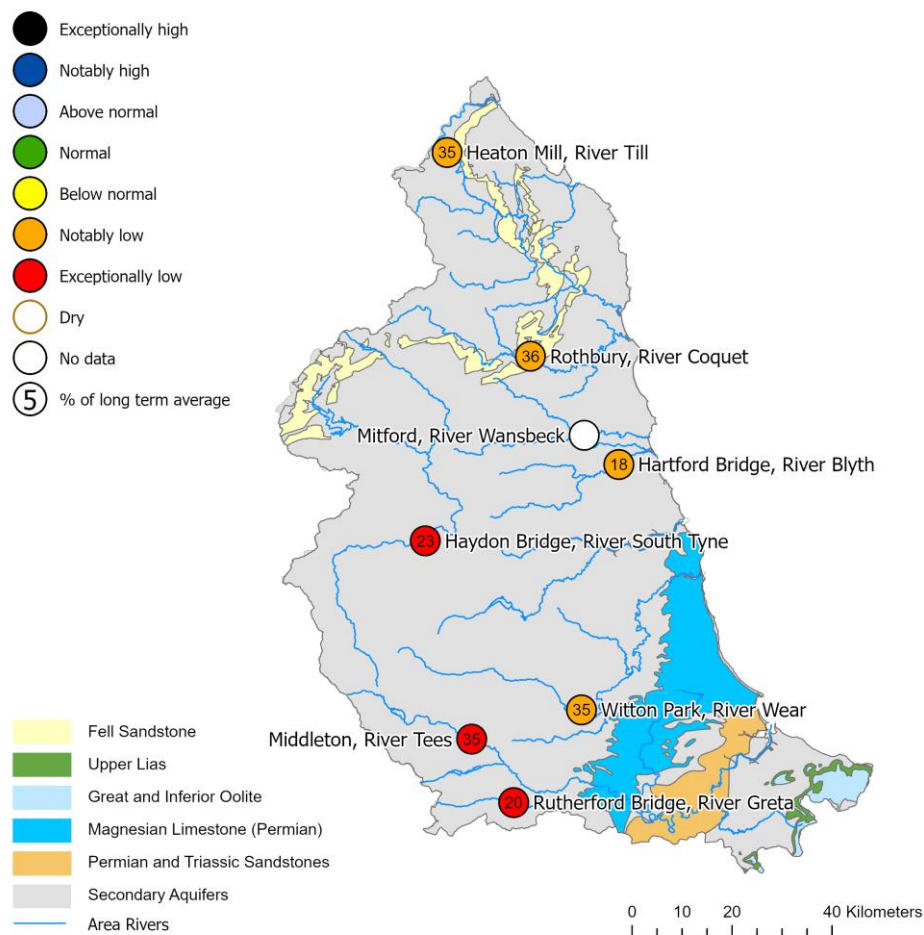 Exceptionally high
Notably high
Above normal
Normal
Below normal
Notably low
Exceptionally low
Dry
No data
5 % of long term average
35 Heaton Mill, River Till
36 Rothbury, River Coquet
Mitford, River Wansbeck
18 Hartford Bridge, River Blyth
23 Haydon Bridge, River South Tyne
35 Witton Park, River Wear
Middleton, River Tees 35
20 Rutherford Bridge, River Greta
Fell Sandstone
Upper Lias
Great and Inferior Oolite
Magnesian Limestone (Permian)
Permian and Triassic Sandstones
Secondary Aquifers
Area Rivers
0 10 20 40 Kilometers